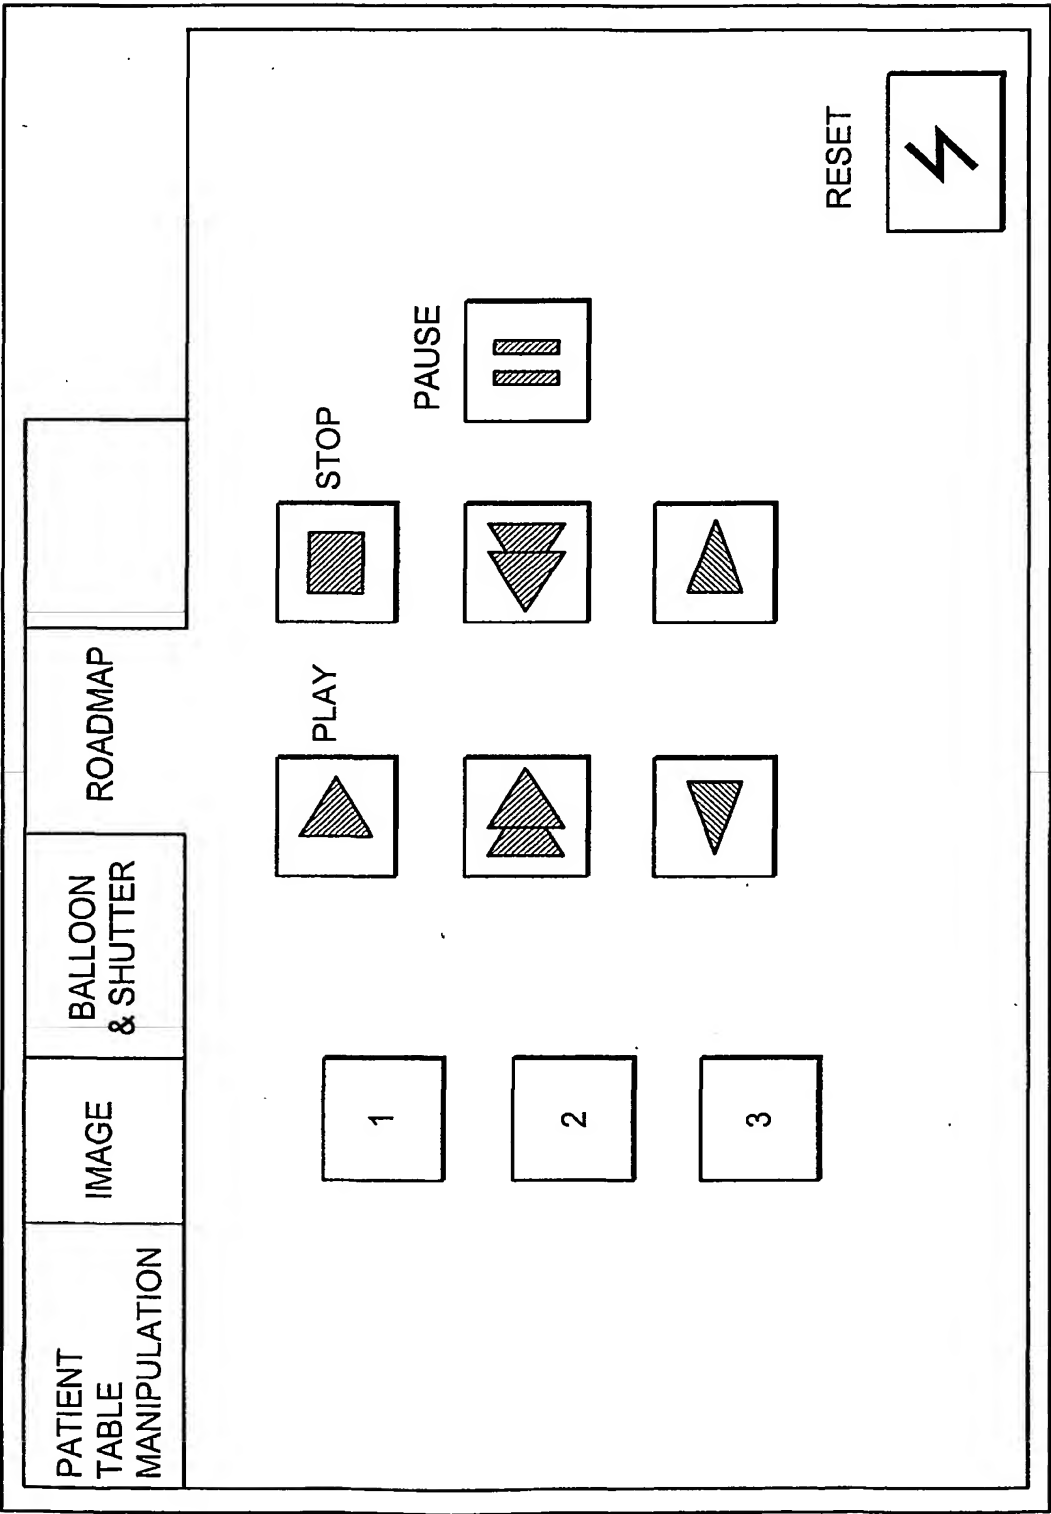 PATIENT
TABLE
MANIPULATION
IMAGE
BALLOON
& SHUTTER
ROADMAP
PLAY
STOP
PAUSE
1
2
3
RESET